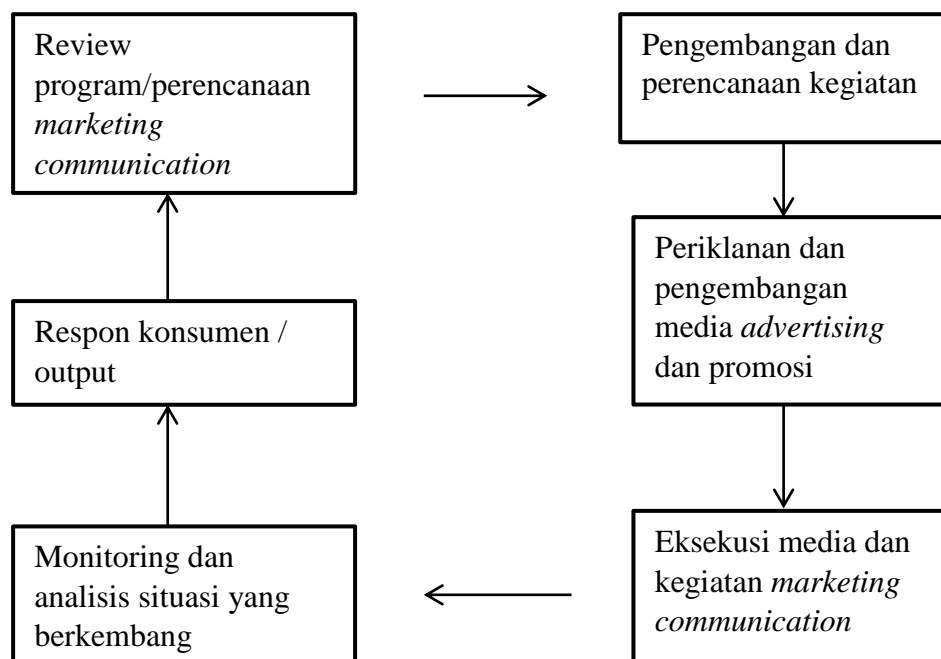 Review
program/perencanaan
marketing
communication
Pengembangan dan
perencanaan kegiatan
Periklanan dan
pengembangan
media advertising
dan promosi
Eksekusi media dan
kegiatan marketing
communication
Monitoring dan
analisis situasi yang
berkembang
Respon konsumen /
output